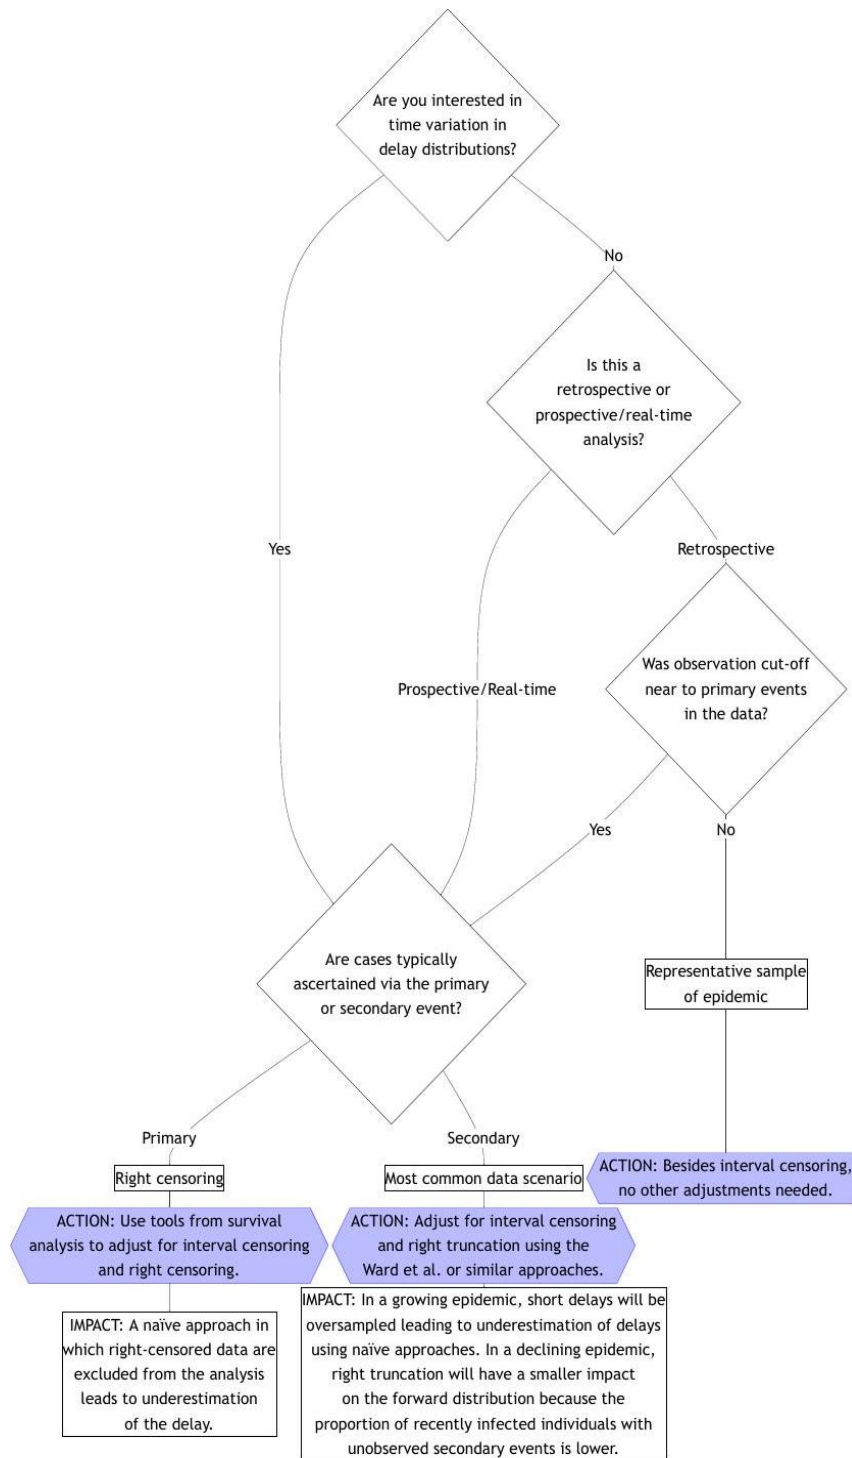 Are you interested in
time variation in
delay distributions?
No
Is this a
retrospective or
prospective/real-time
analysis?
Yes
Retrospective
Was observation cut-off
near to primary events
in the data?
Prospective/Real-time
Yes
No
Are cases typically
ascertained via the primary
or secondary event?
Representative sample
of epidemic
Primary
Secondary
Right censoring
Most common data scenario
ACTION: Besides interval censoring,
no other adjustments needed.
ACTION: Use tools from survival
analysis to adjust for interval censoring
and right censoring.
ACTION: Adjust for interval censoring
and right truncation using the
Ward et al. or similar approaches.
IMPACT: A naïve approach in
which right-censored data are
excluded from the analysis
leads to underestimation
of the delay.
IMPACT: In a growing epidemic, short delays will be
oversampled leading to underestimation of delays
using naïve approaches. In a declining epidemic,
right truncation will have a smaller impact
on the forward distribution because the
proportion of recently infected individuals with
unobserved secondary events is lower.